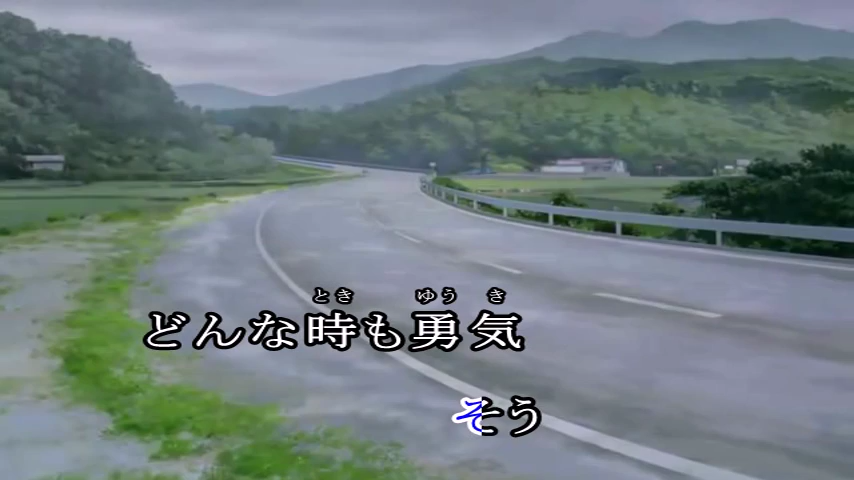 とき ゆう き
どんな時も勇気
そう